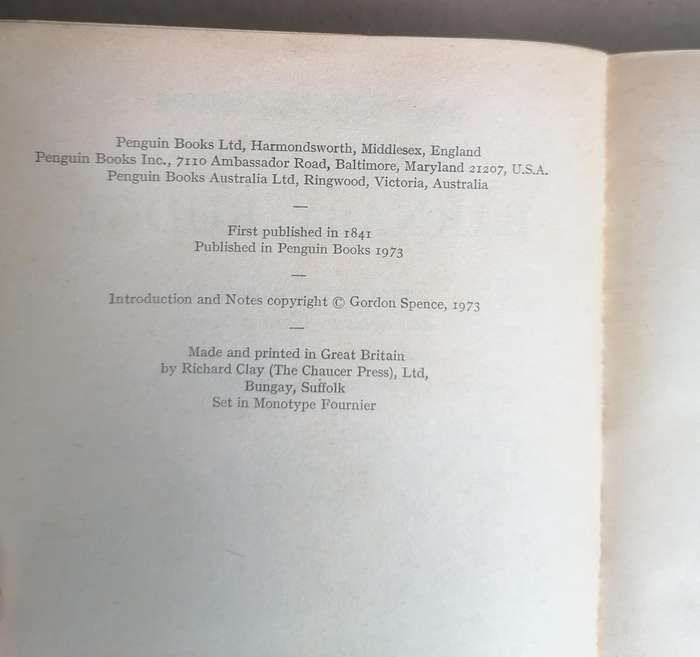 Penguin Books Ltd, Harmondsworth, Middlesex, England
Penguin Books Inc., 7110 Ambassador Road, Baltimore, Maryland 21207, U.S.A.
Penguin Books Australia Ltd, Ringwood, Victoria, Australia
—
First published in 1841
Published in Penguin Books 1973
—
Introduction and Notes copyright © Gordon Spence, 1973
—
Made and printed in Great Britain
by Richard Clay (The Chaucer Press), Ltd,
Bungay, Suffolk
Set in Monotype Fournier